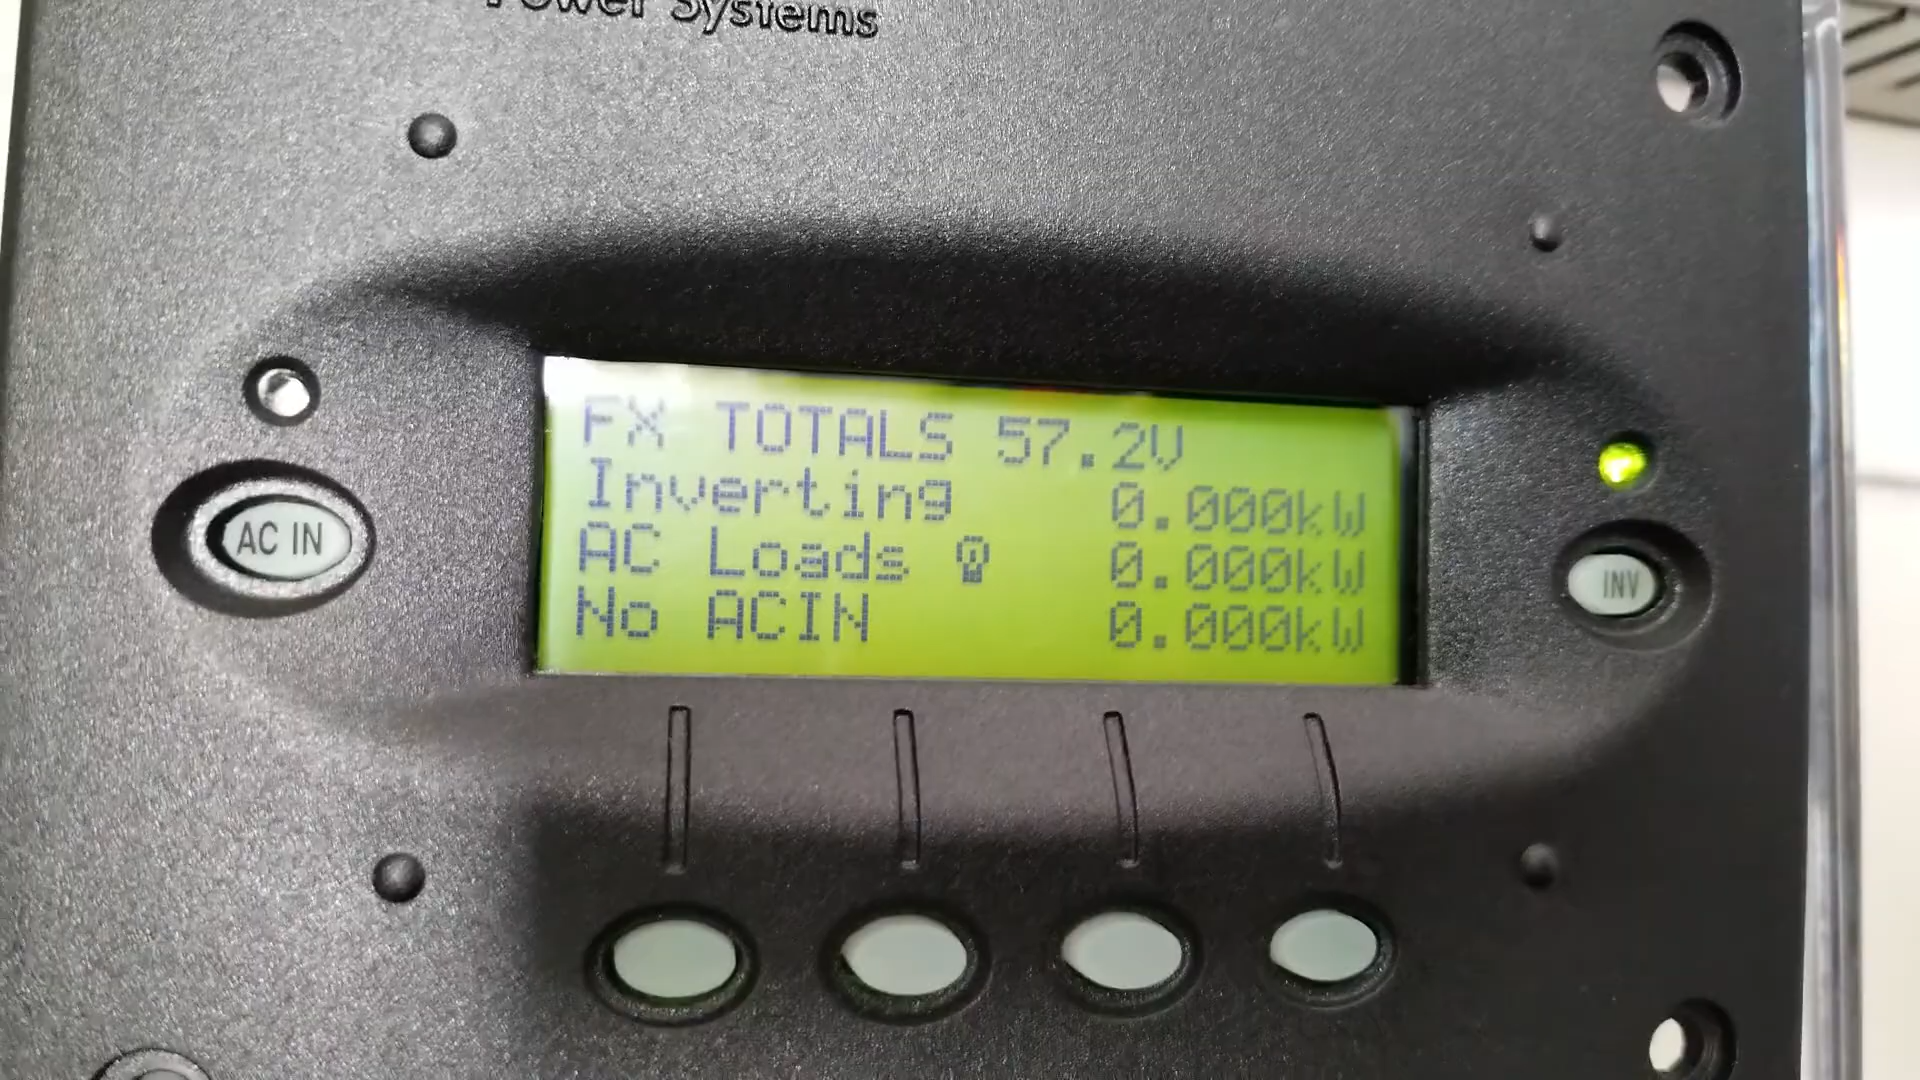 Power Systems
FX TOTALS 57.2V
Inverting 0.000kW
AC Loads 0.000kW
No ACIN 0.000kW
AC IN
INV